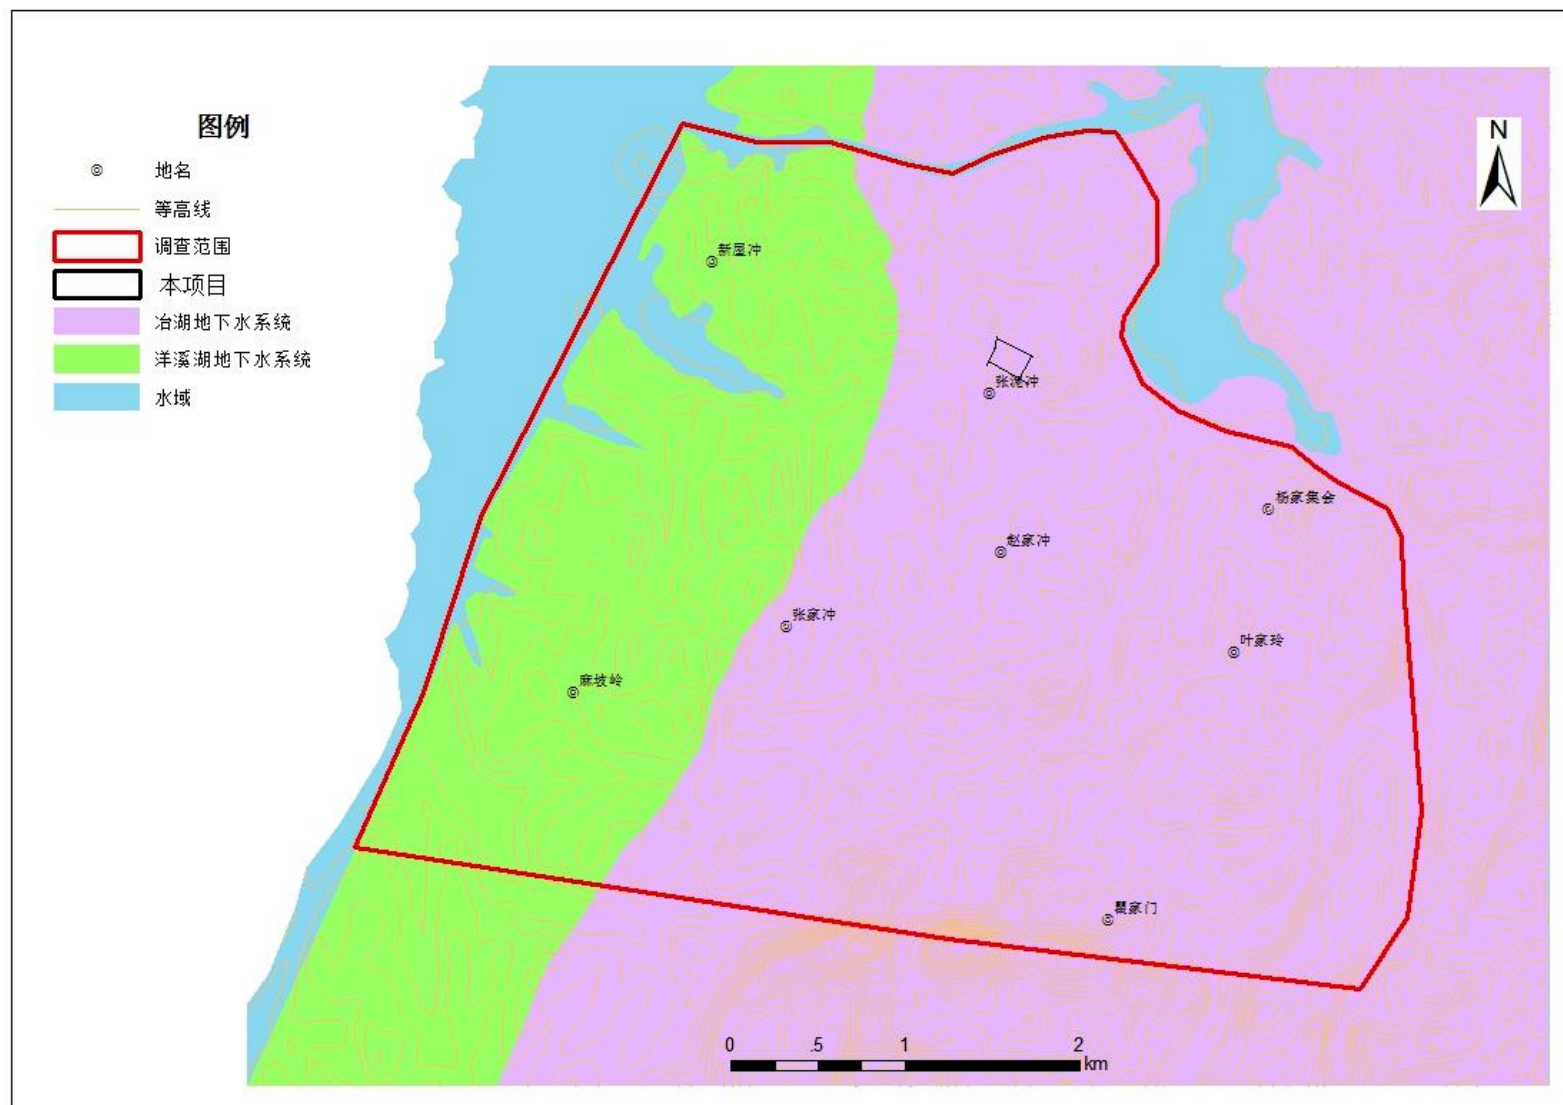 图例
地名
等高线
调查范围
本项目
冶湖地下水系统
洋溪湖地下水系统
水域
N
新屋冲
张泥冲
杨家集会
赵家冲
张家冲
叶家玲
麻坡岭
瞿家门
0 .5 1 2
km